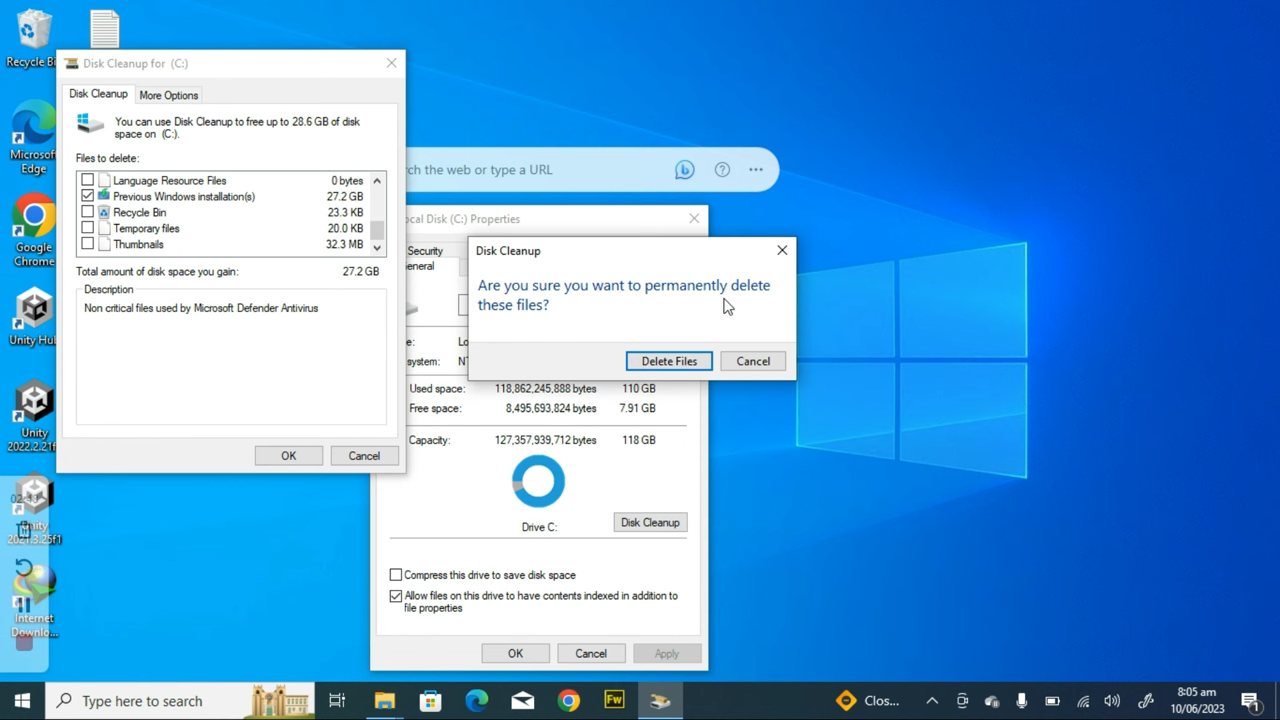 Recycle Bi
Disk Cleanup for (C:)
Disk Cleanup
More Options
You can use Disk Cleanup to free up to 28.6 GB of disk
space on (C:).
Files to delete:
Language Resource Files 0 bytes
Previous Windows installation(s) 27.2 GB
Recycle Bin 23.3 KB
Temporary files 20.0 KB
Thumbnails 32.3 MB
Total amount of disk space you gain: 27.2 GB
Description
Non critical files used by Microsoft Defender Antivirus
OK
Cancel
Microsoft
Edge
Google
Chrome
Unity Hub
Unity
2022.2.21f
02:43
Unity
2021.3.25f1
Internet
Downlo...
ch the web or type a URL
ocal Disk (C:) Properties
Security
eneral
Disk Cleanup
Are you sure you want to permanently delete
these files?
Delete Files
Cancel
e: Lo
system: NT
Used space: 118,862,245,888 bytes 110 GB
Free space: 8,495,693,824 bytes 7.91 GB
Capacity: 127,357,939,712 bytes 118 GB
Drive C:
Disk Cleanup
Compress this drive to save disk space
Allow files on this drive to have contents indexed in addition to
file properties
OK
Cancel
Apply
Type here to search
Fw
Clos...
8:05 am
10/06/2023
1